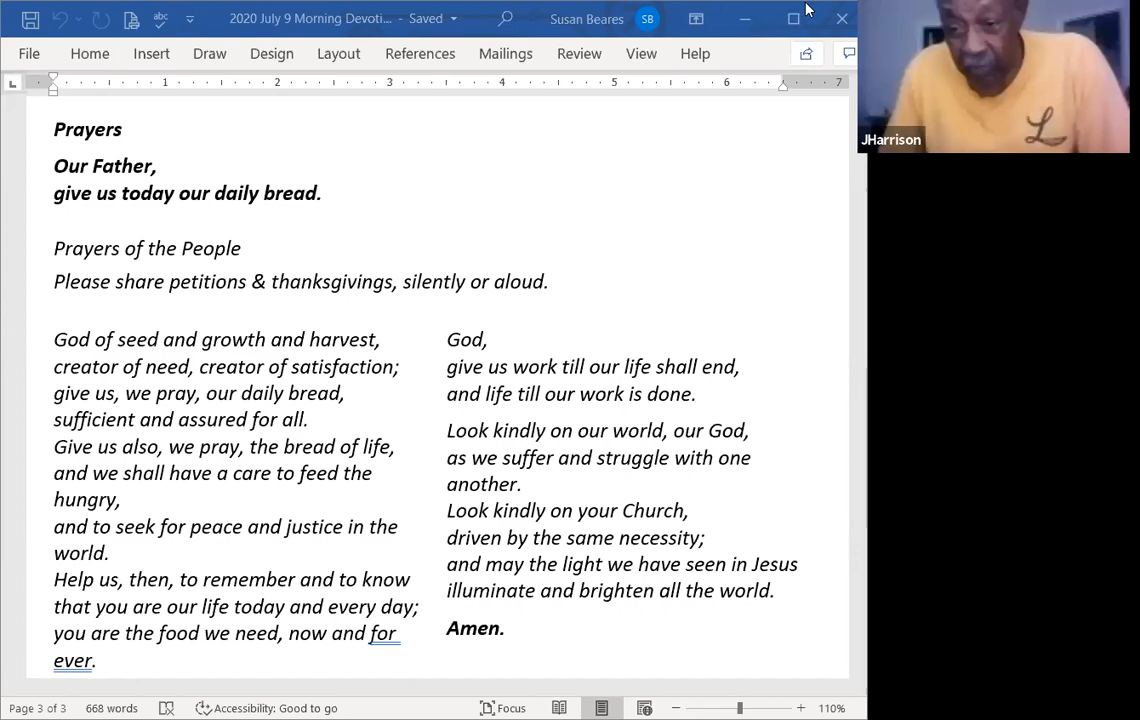 2020 July 9 Morning Devoti... - Saved
Susan Beares
SB
File Home Insert Draw Design Layout References Mailings Review View Help
1 2 3 4 5 6 7
Prayers
Our Father,
give us today our daily bread.
Prayers of the People
Please share petitions & thanksgivings, silently or aloud.
God of seed and growth and harvest,
creator of need, creator of satisfaction;
give us, we pray, our daily bread,
sufficient and assured for all.
Give us also, we pray, the bread of life,
and we shall have a care to feed the
hungry,
and to seek for peace and justice in the
world.
Help us, then, to remember and to know
that you are our life today and every day;
you are the food we need, now and for
ever.
God,
give us work till our life shall end,
and life till our work is done.
Look kindly on our world, our God,
as we suffer and struggle with one
another.
Look kindly on your Church,
driven by the same necessity;
and may the light we have seen in Jesus
illuminate and brighten all the world.
Amen.
JHarrison
L
Page 3 of 3 668 words Accessibility: Good to go Focus 110%